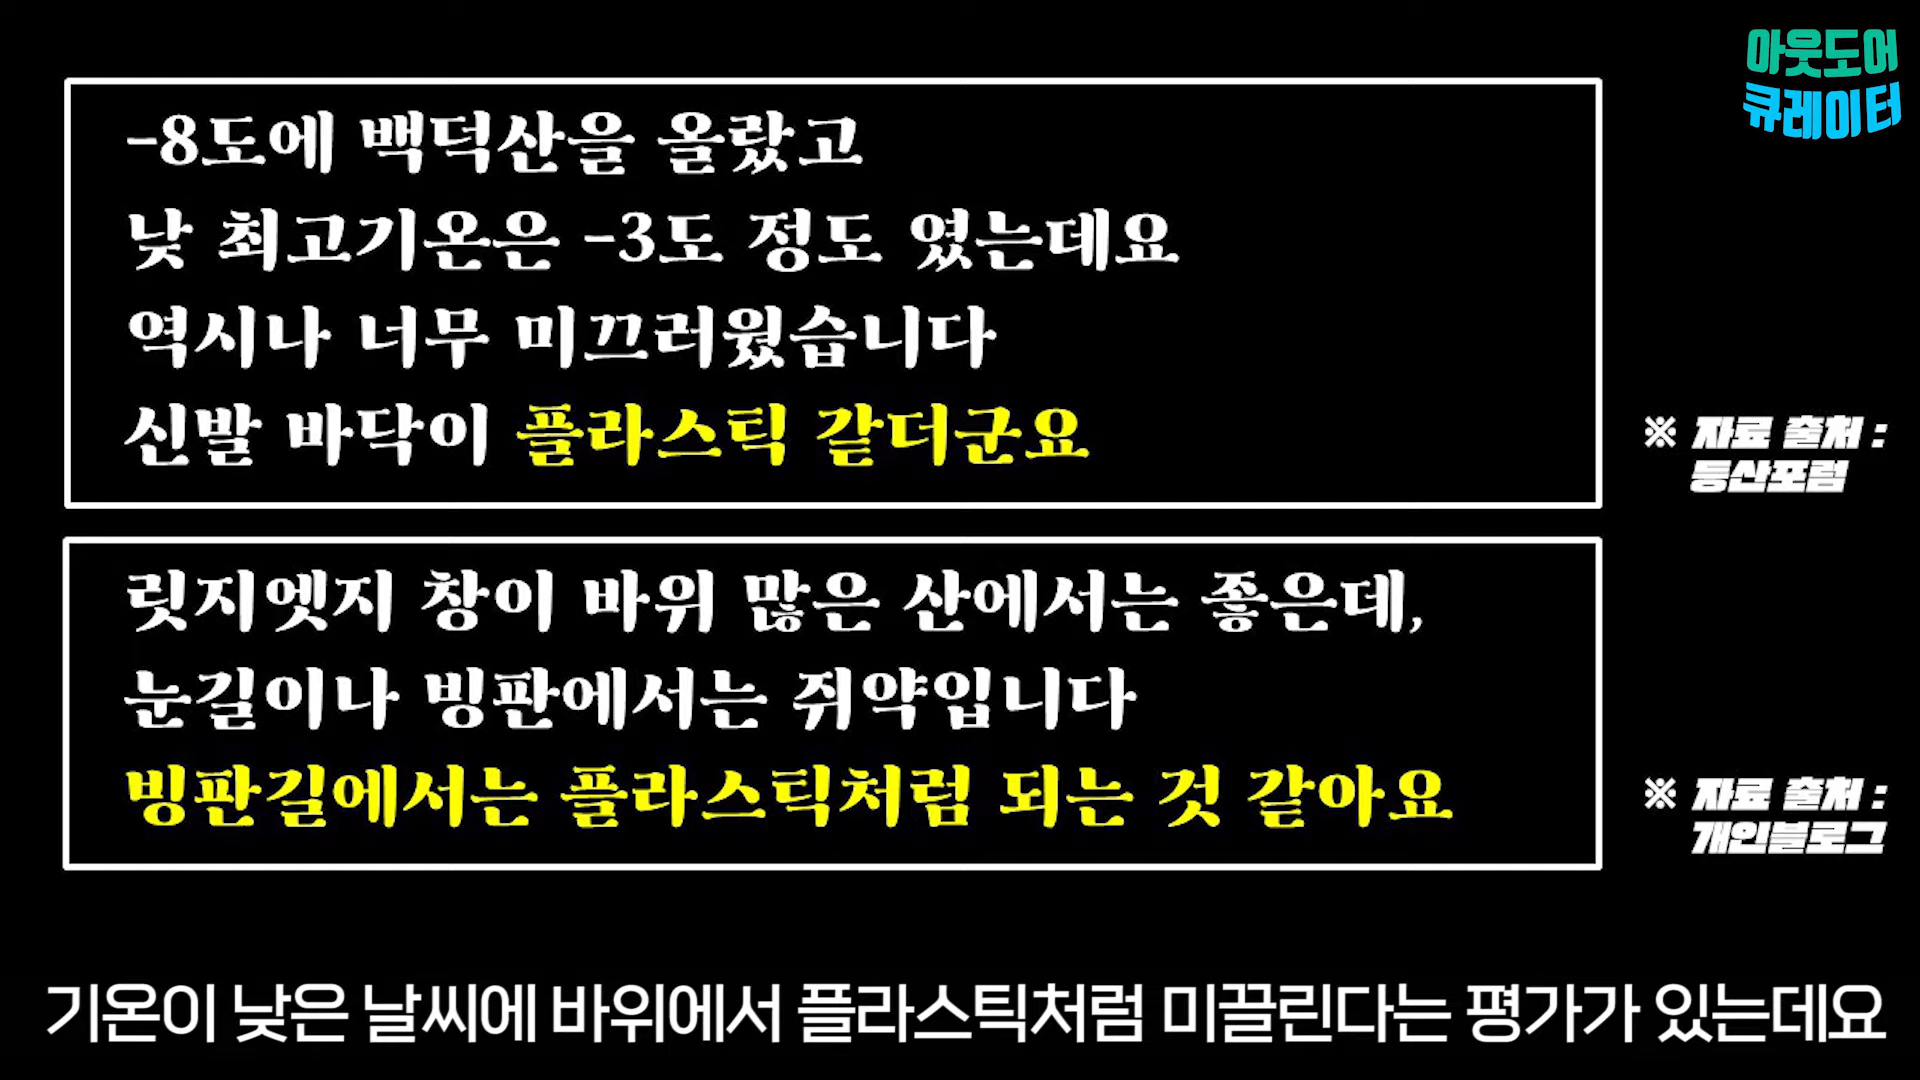 아웃도어
큐레이터
-8도에 백덕산을 올랐고
낮 최고기온은 -3도 정도 였는데요
역시나 너무 미끄러웠습니다
신발 바닥이 플라스틱 같더군요
※ 자료 출처 :
등산포럼
릿지엣지 창이 바위 많은 산에서는 좋은데,
눈길이나 빙판에서는 쥐약입니다
빙판길에서는 플라스틱처럼 되는 것 같아요
※ 자료 출처 :
개인블로그
기온이 낮은 날씨에 바위에서 플라스틱처럼 미끌린다는 평가가 있는데요